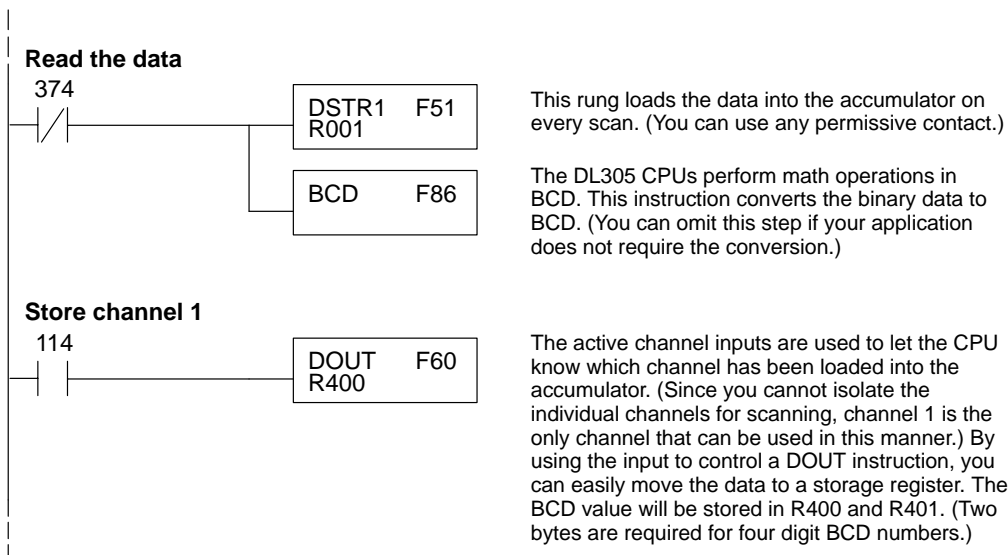 Read the data
374
DSTR1 F51
R001
This rung loads the data into the accumulator on
every scan. (You can use any permissive contact.)
BCD F86
The DL305 CPUs perform math operations in
BCD. This instruction converts the binary data to
BCD. (You can omit this step if your application
does not require the conversion.)
Store channel 1
114
DOUT F60
R400
The active channel inputs are used to let the CPU
know which channel has been loaded into the
accumulator. (Since you cannot isolate the
individual channels for scanning, channel 1 is the
only channel that can be used in this manner.) By
using the input to control a DOUT instruction, you
can easily move the data to a storage register. The
BCD value will be stored in R400 and R401. (Two
bytes are required for four digit BCD numbers.)